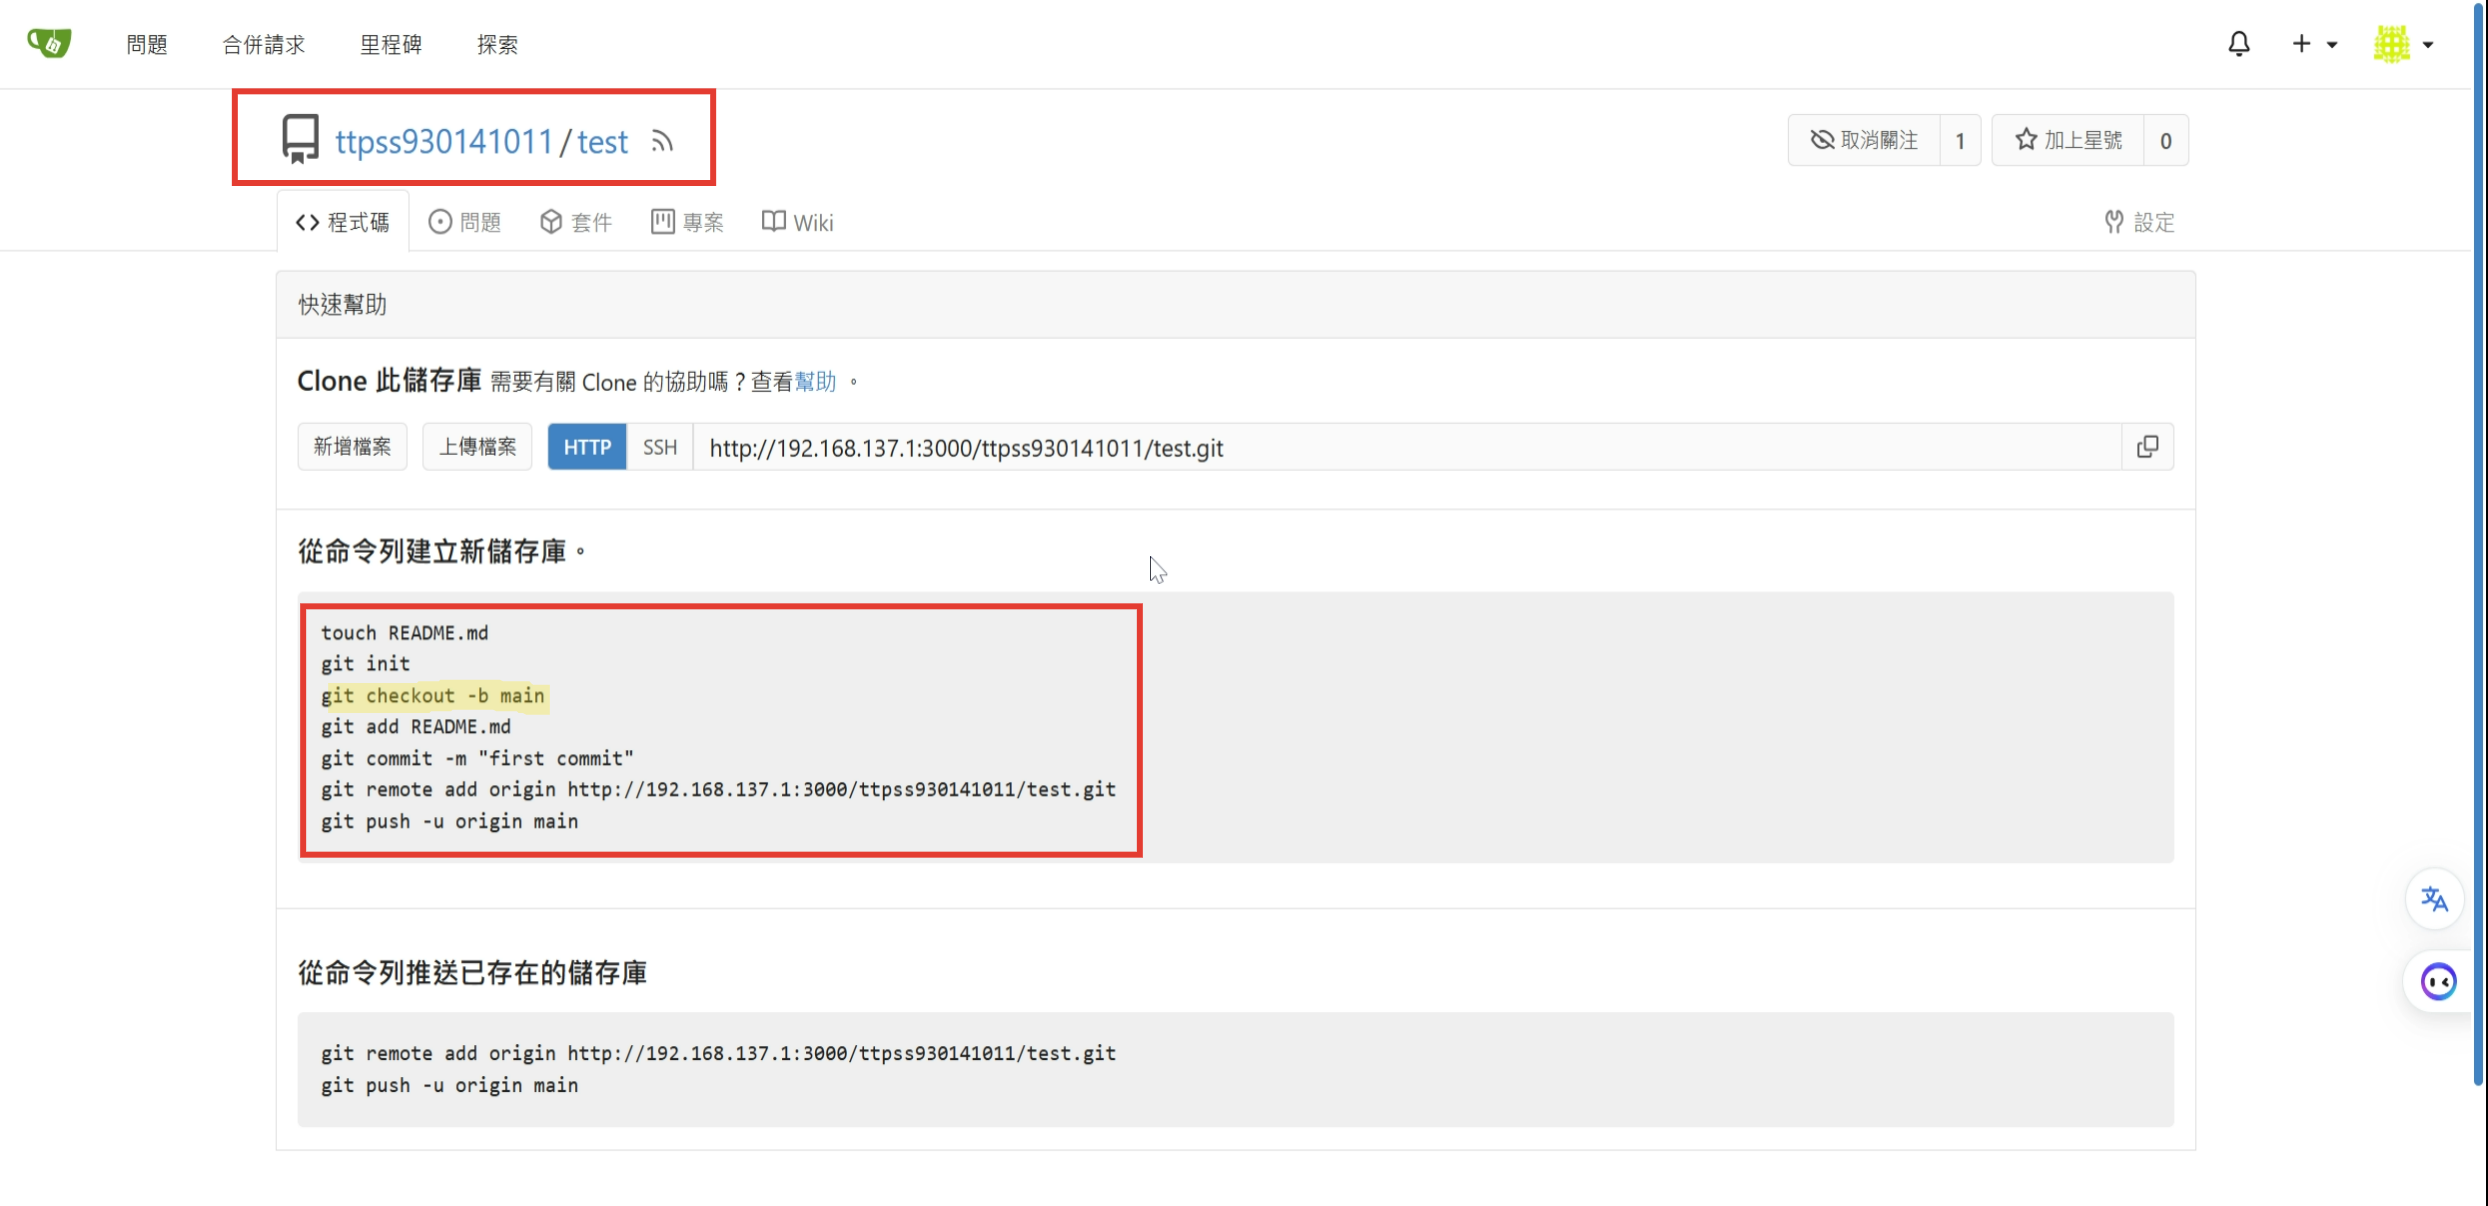 問題 合併請求 里程碑 探索
ttpss930141011/test
取消關注 1 加上星號 0
程式碼 問題 套件 專案 Wiki 設定
快速幫助
Clone 此儲存庫 需要有關 Clone 的協助嗎？查看幫助 。
新增檔案 上傳檔案 HTTP SSH http://192.168.137.1:3000/ttpss930141011/test.git
從命令列建立新儲存庫。
touch README.md
git init
git checkout -b main
git add README.md
git commit -m "first commit"
git remote add origin http://192.168.137.1:3000/ttpss930141011/test.git
git push -u origin main
從命令列推送已存在的儲存庫
git remote add origin http://192.168.137.1:3000/ttpss930141011/test.git
git push -u origin main